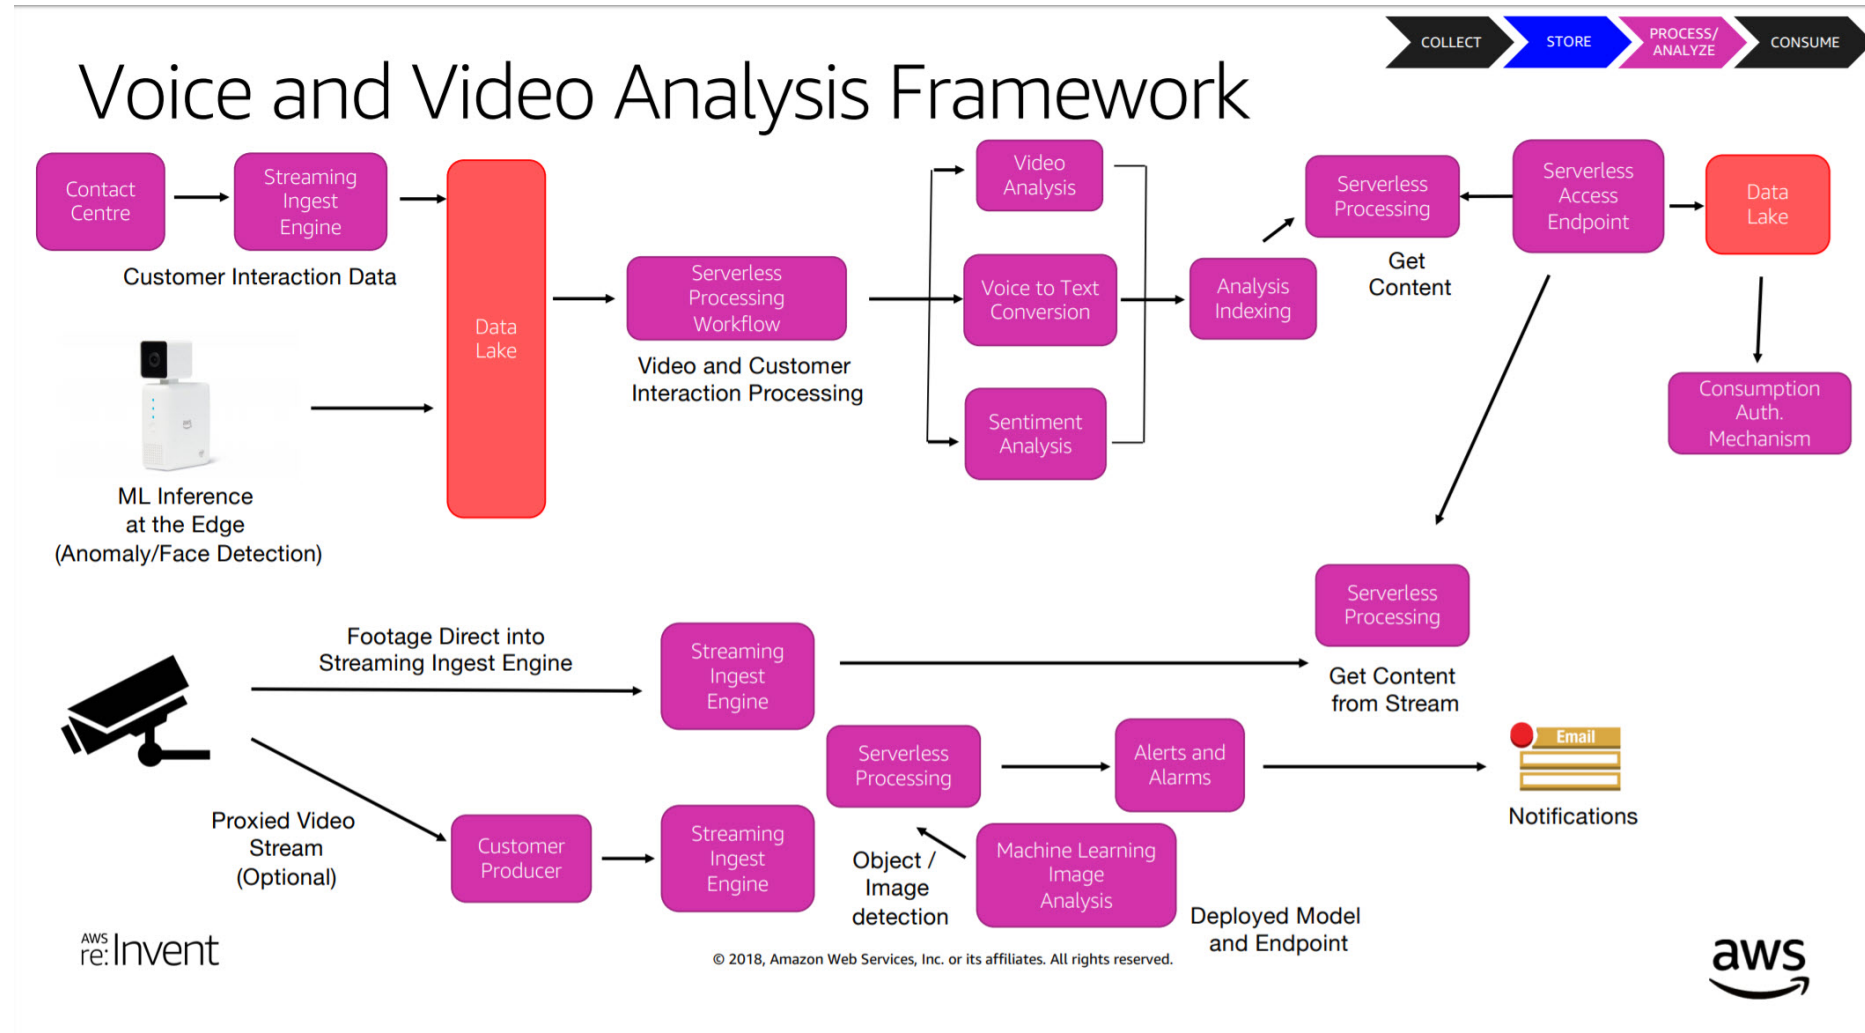 COLLECT
STORE
PROCESS/
ANALYZE
CONSUME
Voice and Video Analysis Framework
Contact
Centre
Streaming
Ingest
Engine
Customer Interaction Data
Data
Lake
ML Inference
at the Edge
(Anomaly/Face Detection)
Serverless
Processing
Workflow
Video and Customer
Interaction Processing
Video
Analysis
Voice to Text
Conversion
Sentiment
Analysis
Analysis
Indexing
Serverless
Processing
Get
Content
Serverless
Access
Endpoint
Data
Lake
Consumption
Auth.
Mechanism
Footage Direct into
Streaming Ingest Engine
Streaming
Ingest
Engine
Serverless
Processing
Get Content
from Stream
Proxied Video
Stream
(Optional)
Customer
Producer
Streaming
Ingest
Engine
Serverless
Processing
Object /
Image
detection
Machine Learning
Image
Analysis
Deployed Model
and Endpoint
Alerts and
Alarms
Email
Notifications
AWS
re:Invent
© 2018, Amazon Web Services, Inc. or its affiliates. All rights reserved.
aws